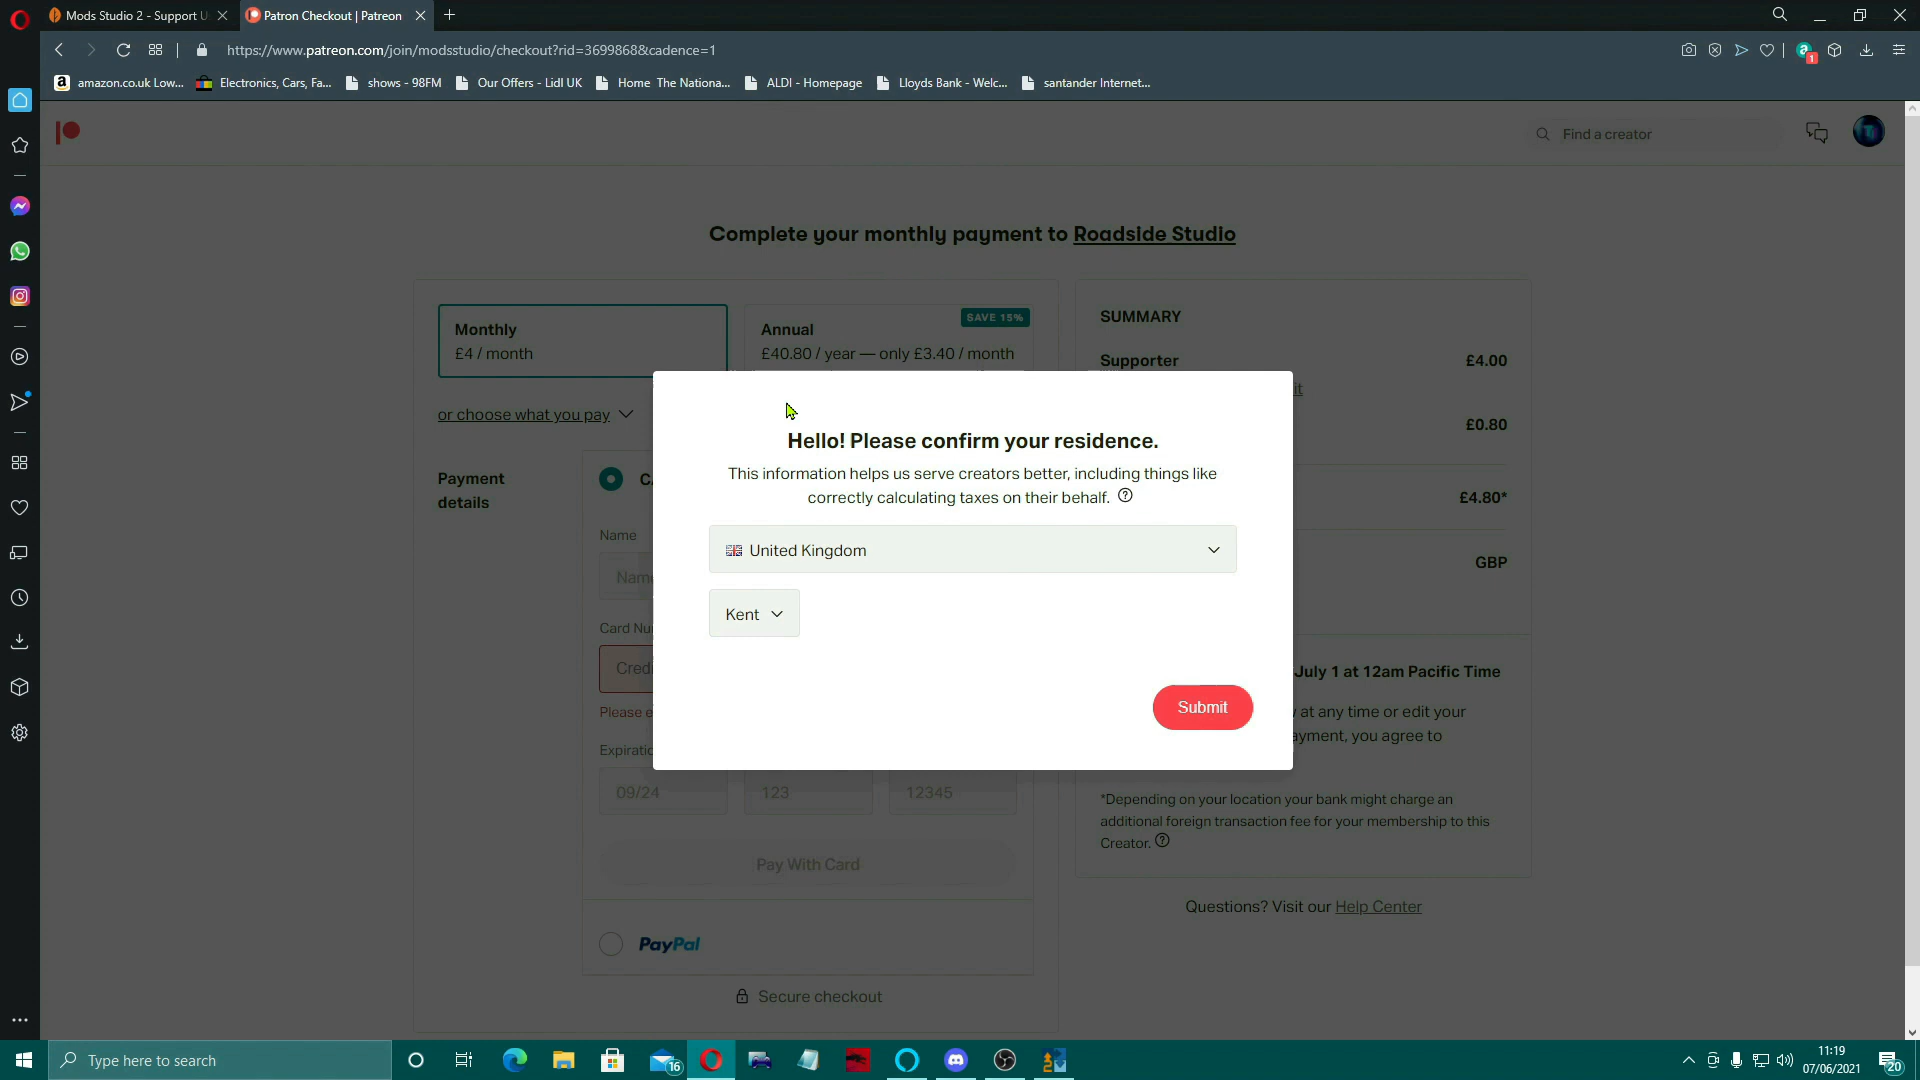 Mods Studio 2 - Support U
Patron Checkout | Patreon
https://www.patreon.com/join/modsstudio/checkout?rid=3699868&cadence=1
1
amazon.co.uk Low...
Electronics, Cars, Fa...
shows - 98FM
Our Offers - Lidl UK
Home The Nationa...
ALDI - Homepage
Lloyds Bank - Welc...
santander Internet...
Find a creator
Complete your monthly payment to Roadside Studio
Monthly
£4 / month
Annual
SAVE 15%
£40.80 / year — only £3.40 / month
or choose what you pay
Payment
details
Name
Card Nu
Please e
Expiratio
09/24
123
12345
Pay With Card
PayPal
Secure checkout
Hello! Please confirm your residence.
This information helps us serve creators better, including things like
correctly calculating taxes on their behalf.
United Kingdom
Kent
Submit
SUMMARY
Supporter
£4.00
it
£0.80
£4.80*
GBP
July 1 at 12am Pacific Time
at any time or edit your
ayment, you agree to
*Depending on your location your bank might charge an
additional foreign transaction fee for your membership to this
Creator.
Questions? Visit our Help Center
Type here to search
16
11:19
07/06/2021
20